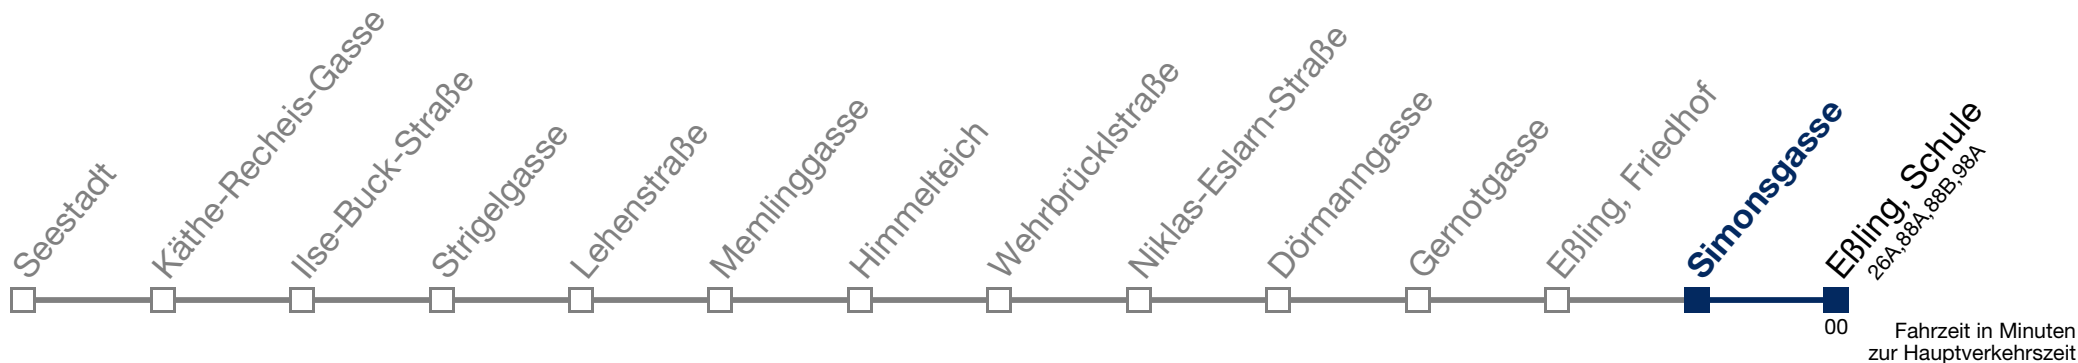 Seestadt
Käthe-Recheis-Gasse
Ilse-Buck-Straße
Strigelgasse
Lehenstraße
Memlinggasse
Himmelteich
Wehrbrücklstraße
Niklas-Eslarn-Straße
Dörmanngasse
Gernotgasse
Eßling, Friedhof
Simonsgasse
Eßling, Schule
26A,88A,88B,98A
00
Fahrzeit in Minuten
zur Hauptverkehrszeit